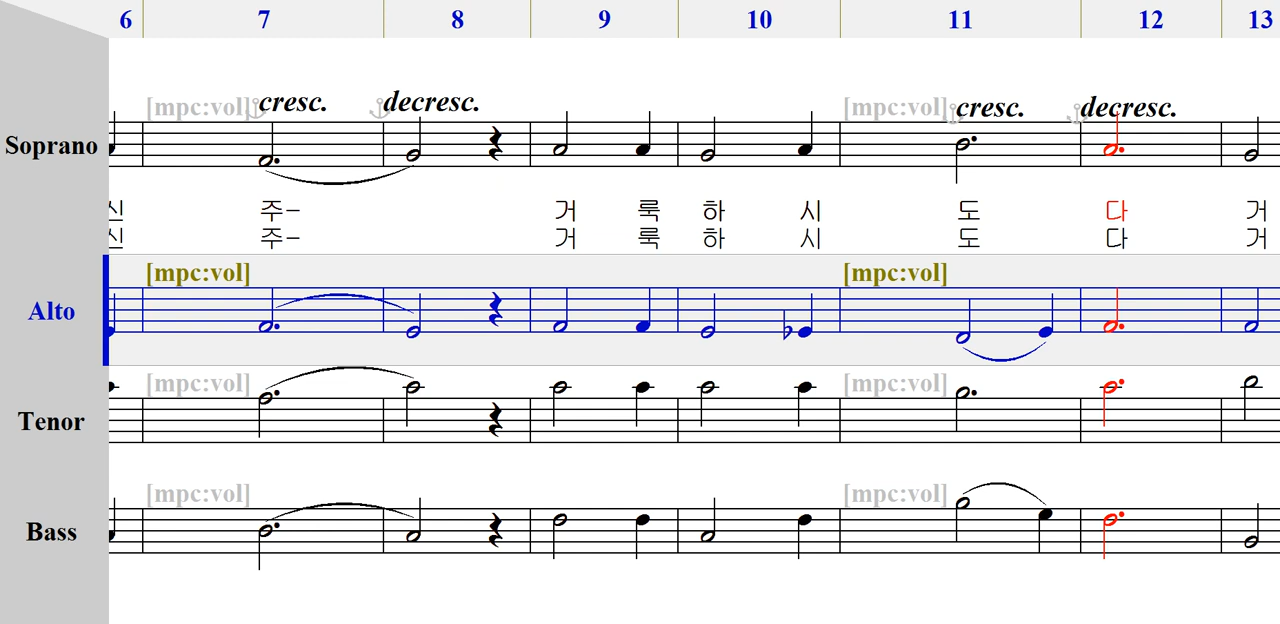 6 7 8 9 10 11 12 13
[mpc:vol] cresc. decresc. [mpc:vol] cresc. decresc.
Soprano
신 주- 거 룩 하 시 도 다 거
신 주- 거 룩 하 시 도 다 거
[mpc:vol] [mpc:vol]
Alto
[mpc:vol] [mpc:vol]
Tenor
[mpc:vol] [mpc:vol]
Bass